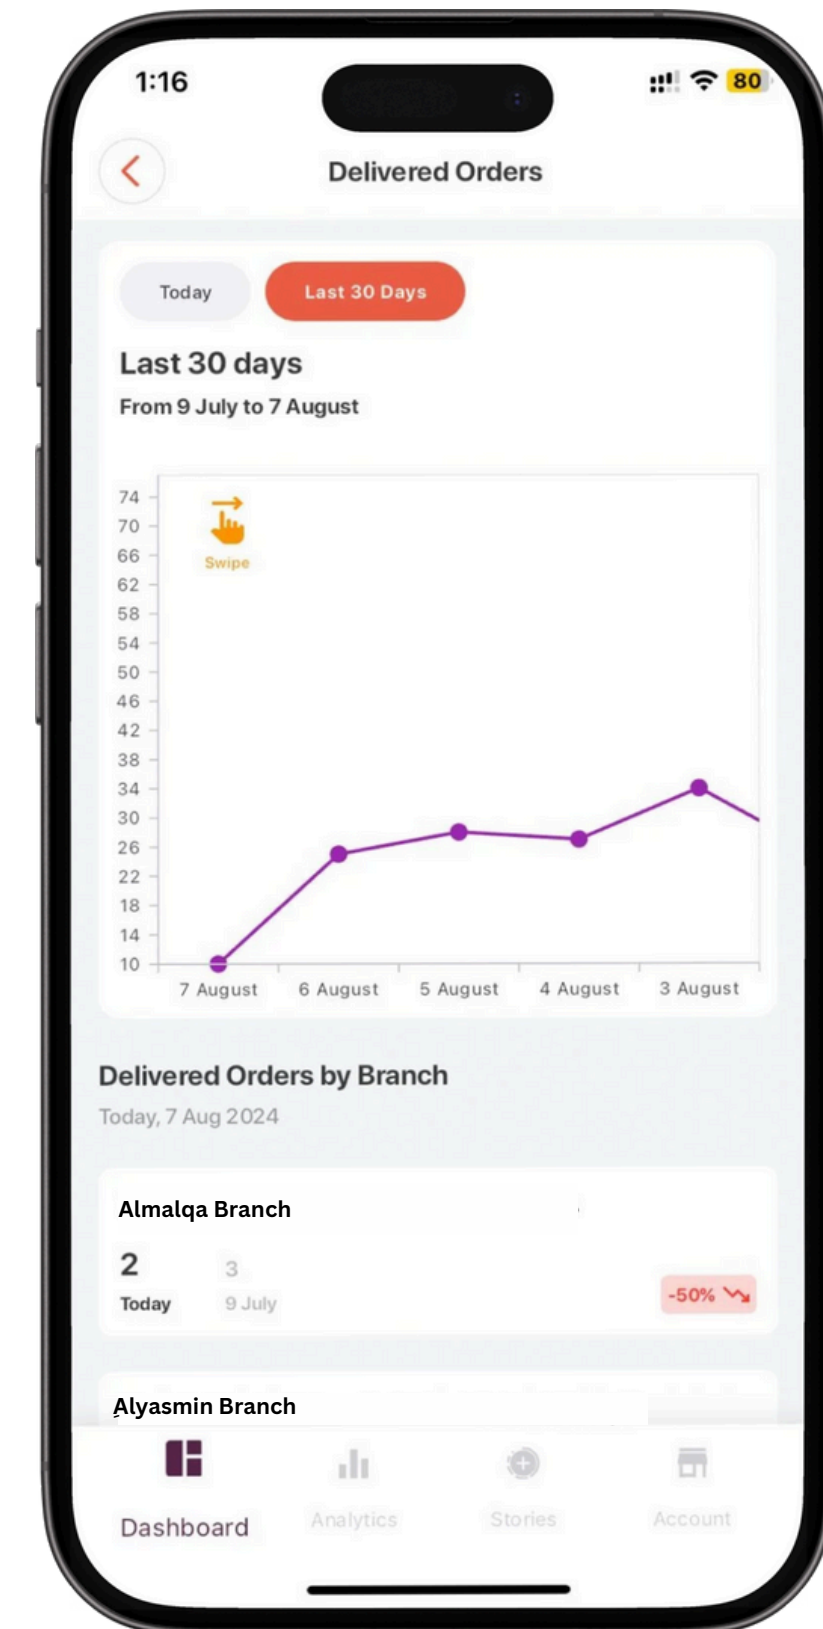 1:16
80
Delivered Orders
Today
Last 30 Days
Last 30 days
From 9 July to 7 August
74
70
66
62
58
54
50
46
42
38
34
30
26
22
18
14
10
Swipe
7 August 6 August 5 August 4 August 3 August
Delivered Orders by Branch
Today, 7 Aug 2024
Almalqa Branch
2 3
Today 9 July
-50%
Alyasmin Branch
Dashboard Analytics Stories Account